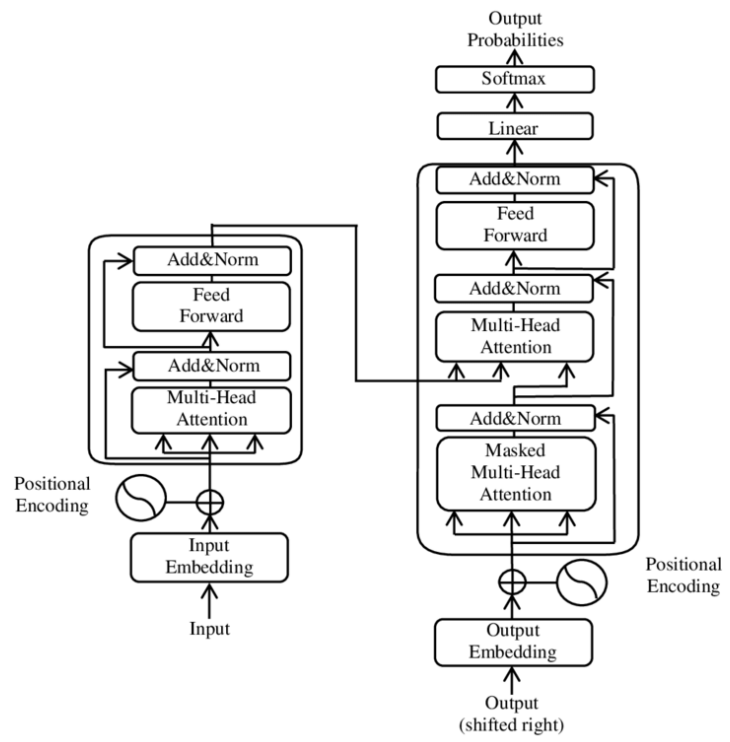 Output
Probabilities
Softmax
Linear
Add&Norm
Feed
Forward
Add&Norm
Multi-Head
Attention
Add&Norm
Masked
Multi-Head
Attention
Positional
Encoding
Output
Embedding
Output
(shifted right)
Add&Norm
Feed
Forward
Add&Norm
Multi-Head
Attention
Positional
Encoding
Input
Embedding
Input